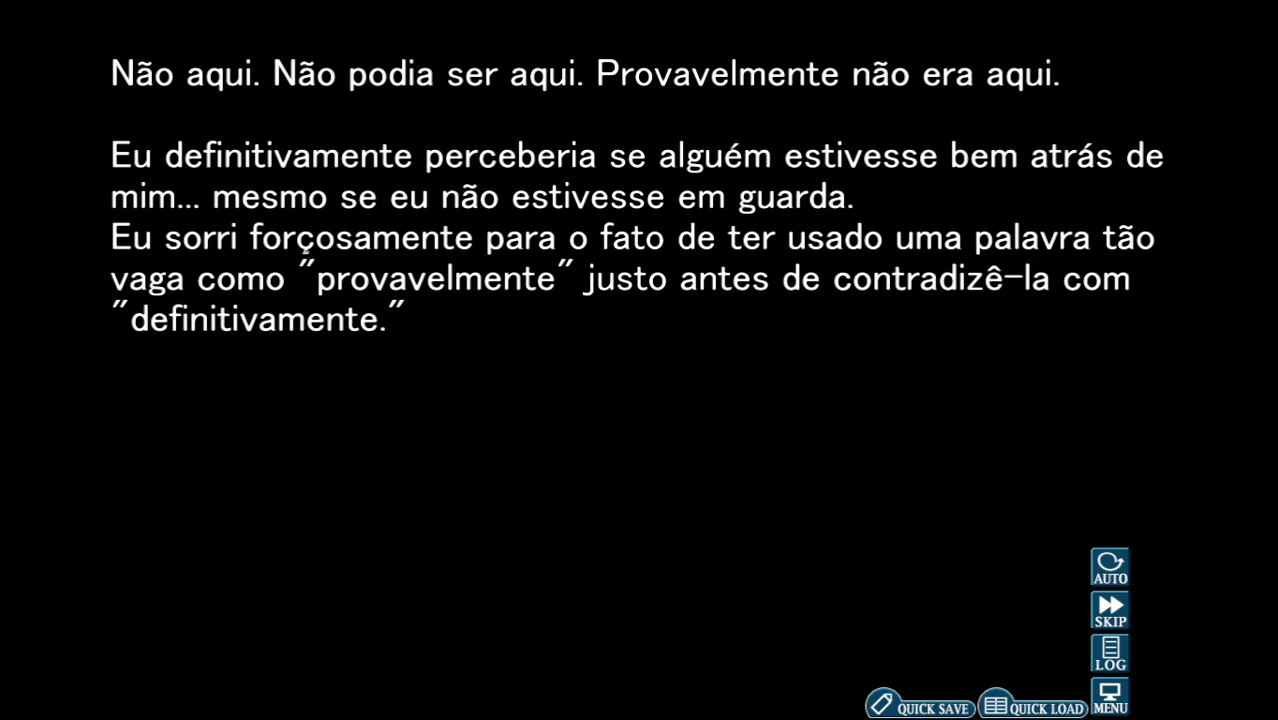 Não aqui. Não podia ser aqui. Provavelmente não era aqui.
Eu definitivamente perceberia se alguém estivesse bem atrás de
mim... mesmo se eu não estivesse em guarda.
Eu sorri forçosamente para o fato de ter usado uma palavra tão
vaga como "provavelmente" justo antes de contradizê-la com
"definitivamente."
AUTO
SKIP
LOG
QUICK SAVE QUICK LOAD MENU